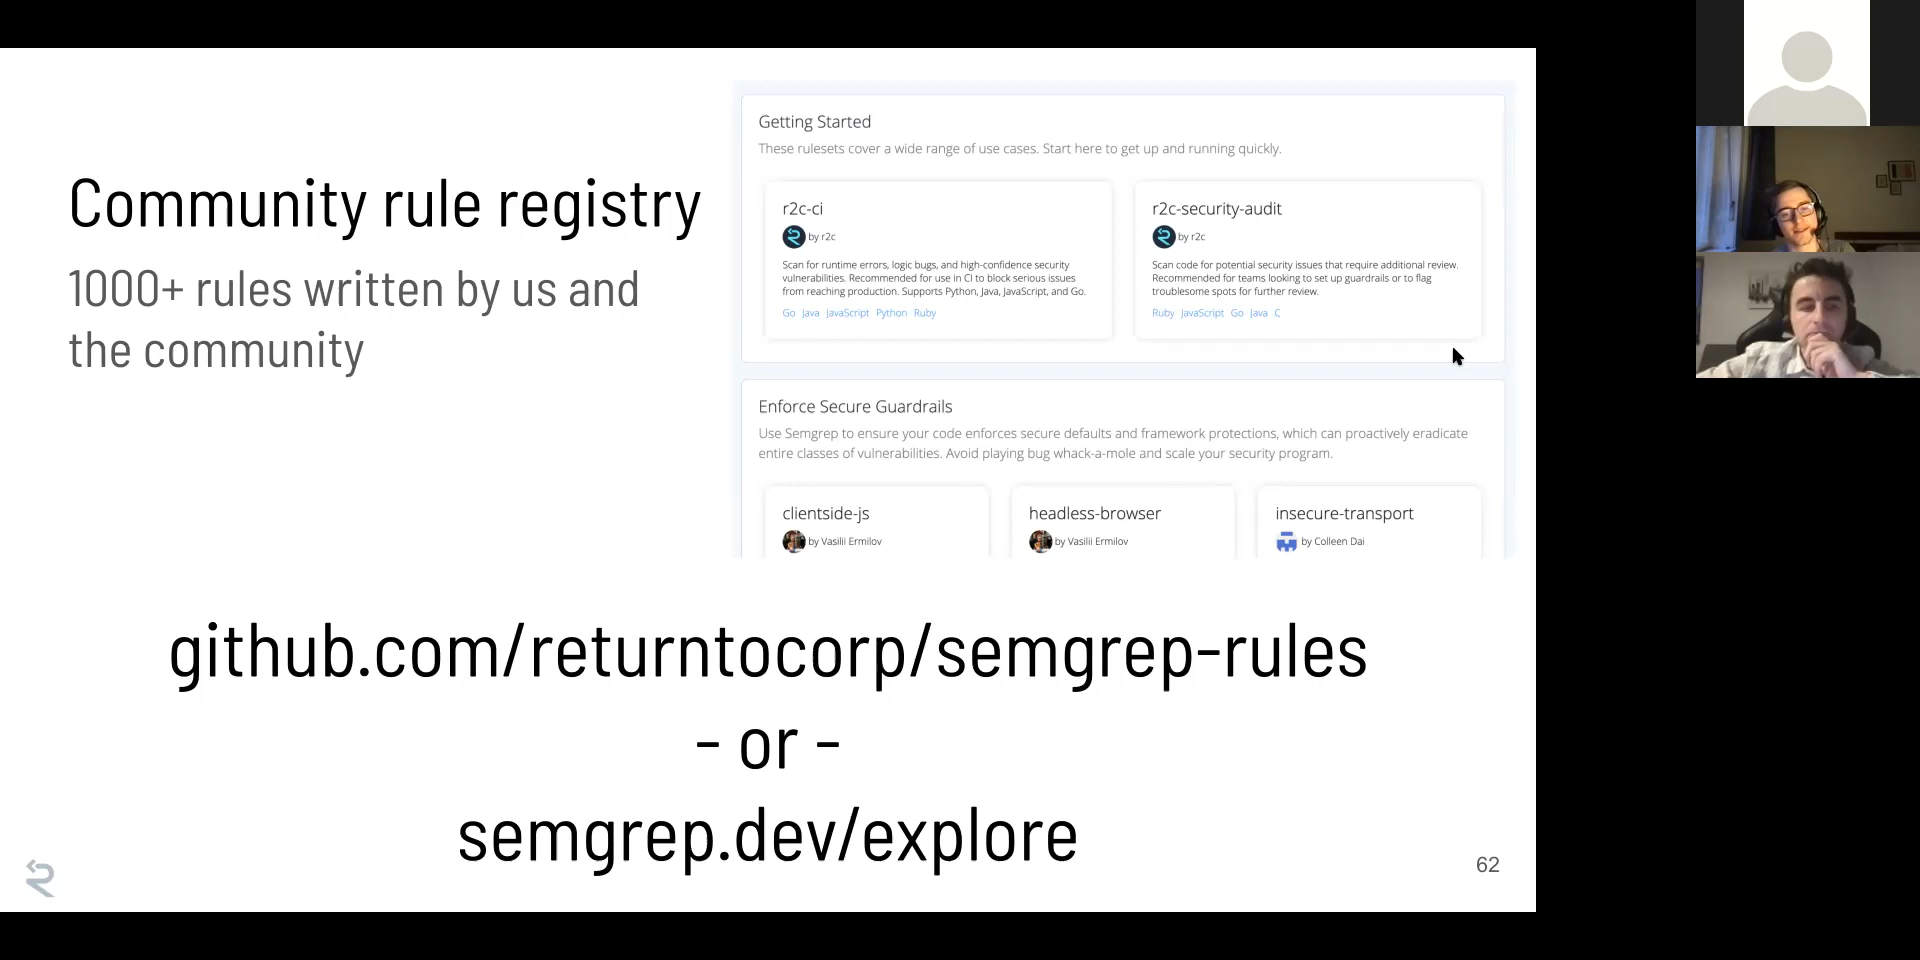 Community rule registry
1000+ rules written by us and
the community
Getting Started
These rulesets cover a wide range of use cases. Start here to get up and running quickly.
r2c-ci
by r2c
Scan for runtime errors, logic bugs, and high-confidence security
vulnerabilities. Recommended for use in CI to block serious issues
from reaching production. Supports Python, Java, JavaScript, and Go.
Go Java JavaScript Python Ruby
r2c-security-audit
by r2c
Scan code for potential security issues that require additional review.
Recommended for teams looking to set up guardrails or to flag
troublesome spots for further review.
Ruby JavaScript Go Java C
Enforce Secure Guardrails
Use Semgrep to ensure your code enforces secure defaults and framework protections, which can proactively eradicate
entire classes of vulnerabilities. Avoid playing bug whack-a-mole and scale your security program.
clientside-js
by Vasilii Ermilov
headless-browser
by Vasilii Ermilov
insecure-transport
by Colleen Dai
github.com/returntocorp/semgrep-rules
- or -
semgrep.dev/explore
62